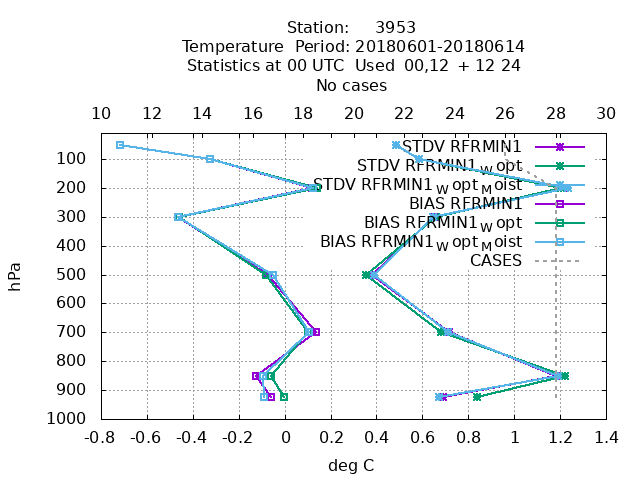 Station: 3953
Temperature Period: 20180601-20180614
Statistics at 00 UTC Used 00,12 + 12 24
No cases
10 12 14 16 18 20 22 24 26 28 30
STDV RFRMIN1
STDV RFRMIN1_W opt
STDV RFRMIN1_W opt_M oist
BIAS RFRMIN1
BIAS RFRMIN1_W opt
BIAS RFRMIN1_W opt_M oist
CASES
hPa
100
200
300
400
500
600
700
800
900
1000
-0.8 -0.6 -0.4 -0.2 0 0.2 0.4 0.6 0.8 1 1.2 1.4
deg C